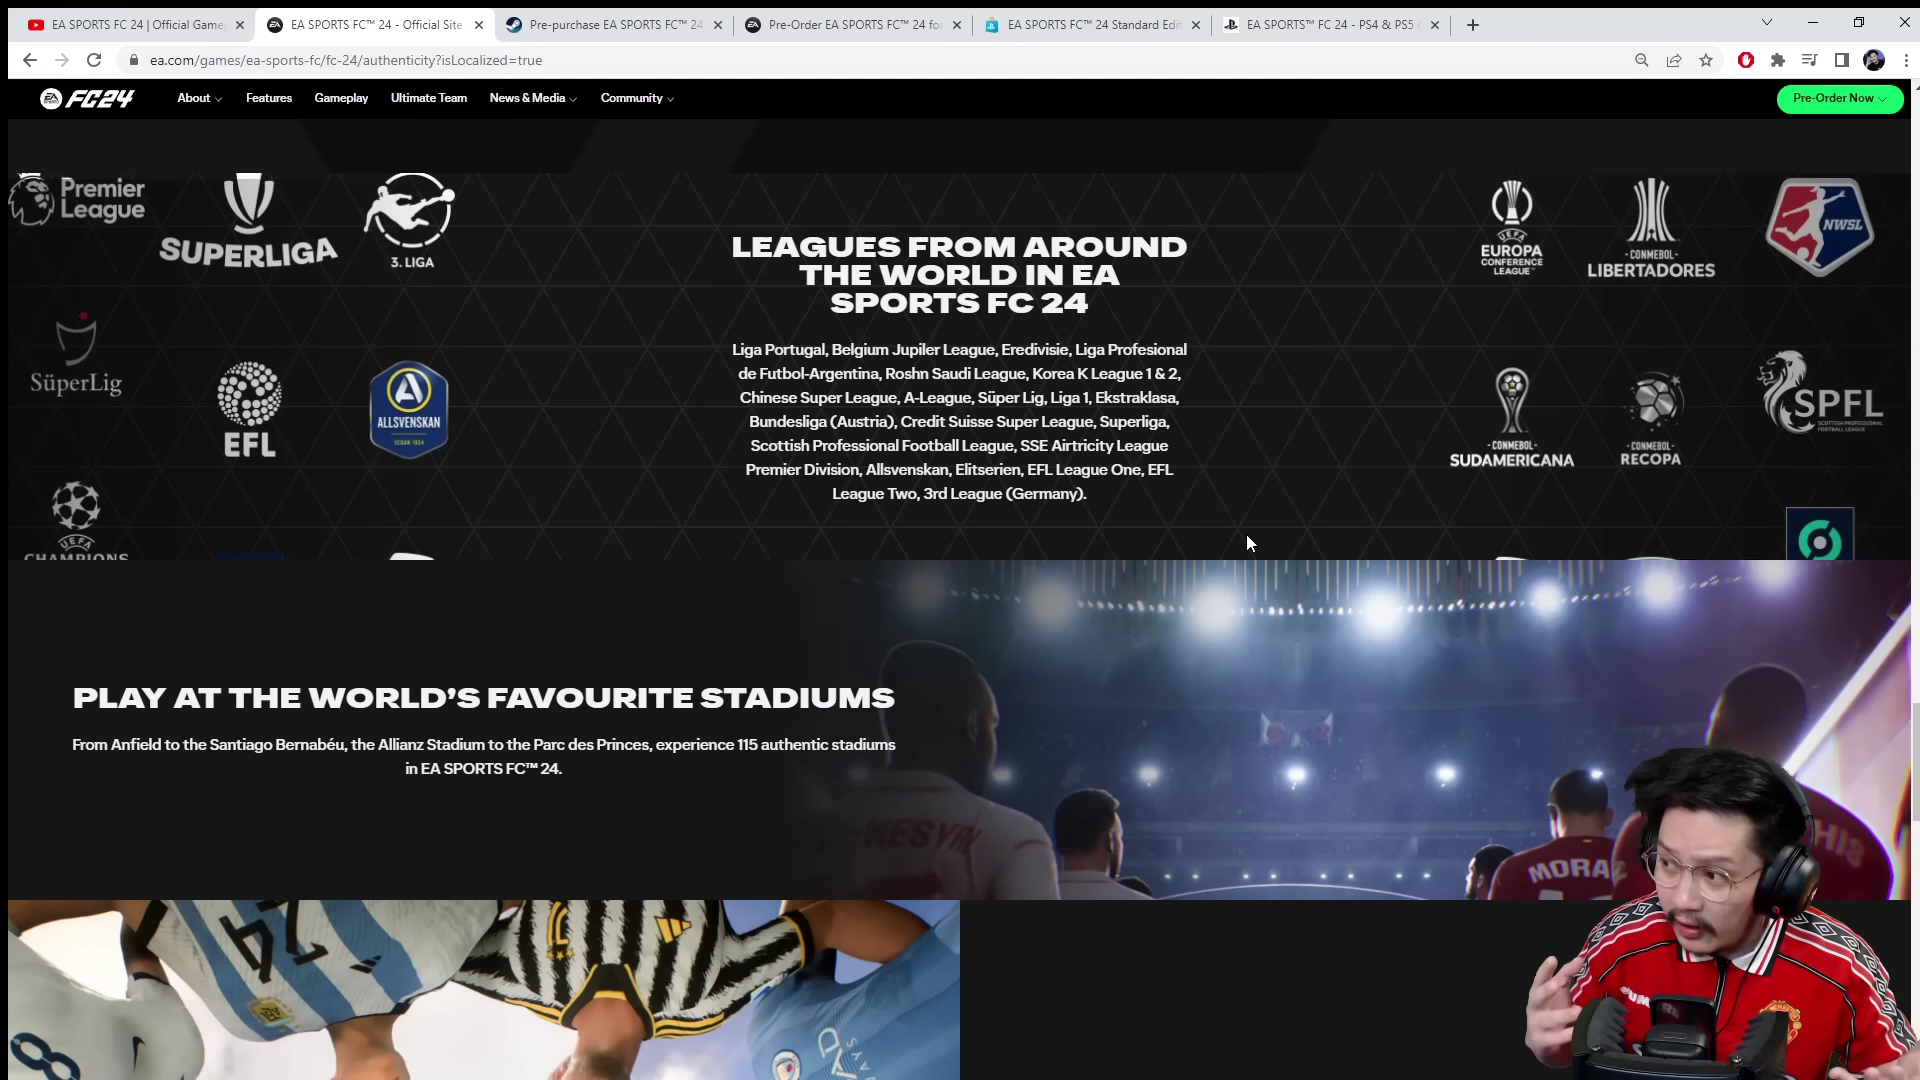 EA SPORTS FC 24 | Official Game
EA SPORTS FC™ 24 - Official Site
Pre-purchase EA SPORTS FC™ 24
Pre-Order EA SPORTS FC™ 24 fo
EA SPORTS FC™ 24 Standard Edit
EA SPORTS™ FC 24 - PS4 & PS5
ea.com/games/ea-sports-fc/fc-24/authenticity?isLocalized=true
FC24
About
Features
Gameplay
Ultimate Team
News & Media
Community
Pre-Order Now
Premier
League
SUPERLIGA
3. LIGA
SüperLig
EFL
ALLSVENSKAN
SEDAN 1924
UEFA
CHAMPIONS
LEAGUES FROM AROUND
THE WORLD IN EA
SPORTS FC 24
Liga Portugal, Belgium Jupiler League, Eredivisie, Liga Profesional
de Futbol-Argentina, Roshn Saudi League, Korea K League 1 & 2,
Chinese Super League, A-League, Süper Lig, Liga 1, Ekstraklasa,
Bundesliga (Austria), Credit Suisse Super League, Superliga,
Scottish Professional Football League, SSE Airtricity League
Premier Division, Allsvenskan, Elitserien, EFL League One, EFL
League Two, 3rd League (Germany).
UEFA
EUROPA
CONFERENCE
LEAGUE™
-CONMEBOL-
LIBERTADORES
NWSL
-CONMEBOL-
SUDAMERICANA
-CONMEBOL-
RECOPA
SPFL
SCOTTISH PROFESSIONAL
FOOTBALL LEAGUE
PLAY AT THE WORLD'S FAVOURITE STADIUMS
From Anfield to the Santiago Bernabéu, the Allianz Stadium to the Parc des Princes, experience 115 authentic stadiums
in EA SPORTS FC™ 24.
MORA